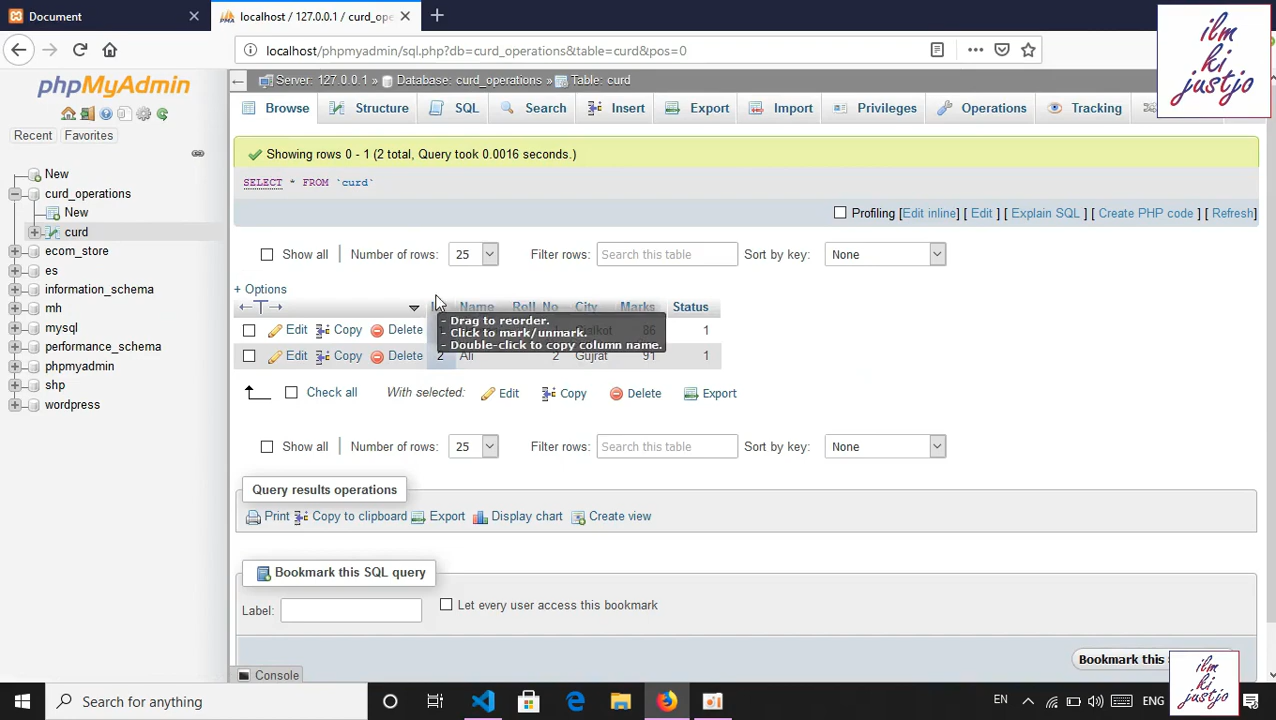 Document
localhost / 127.0.0.1 / curd_ope
localhost/phpmyadmin/sql.php?db=curd_operations&table=curd&pos=0
ilm
ki
justjo
phpMyAdmin
Recent
Favorites
New
curd_operations
New
curd
ecom_store
es
information_schema
mh
mysql
performance_schema
phpmyadmin
shp
wordpress
Server: 127.0.0.1 » Database: curd_operations » Table: curd
Browse Structure SQL Search Insert Export Import Privileges Operations Tracking
Showing rows 0 - 1 (2 total, Query took 0.0016 seconds.)
SELECT * FROM `curd`
Profiling [Edit inline] [ Edit ] [ Explain SQL ] [ Create PHP code ] [ Refresh]
Show all Number of rows: 25 Filter rows: Search this table Sort by key: None
+ Options
Name Roll No City Marks Status
Edit Copy Delete 86 1
- Drag to reorder.
- Click to mark/unmark.
- Double-click to copy column name.
Edit Copy Delete 2 Ali 2 Gujrat 91 1
Check all With selected: Edit Copy Delete Export
Show all Number of rows: 25 Filter rows: Search this table Sort by key: None
Query results operations
Print Copy to clipboard Export Display chart Create view
Bookmark this SQL query
Label: Let every user access this bookmark
Bookmark this
Console
ilm
ki
justjo
Search for anything
EN ENG